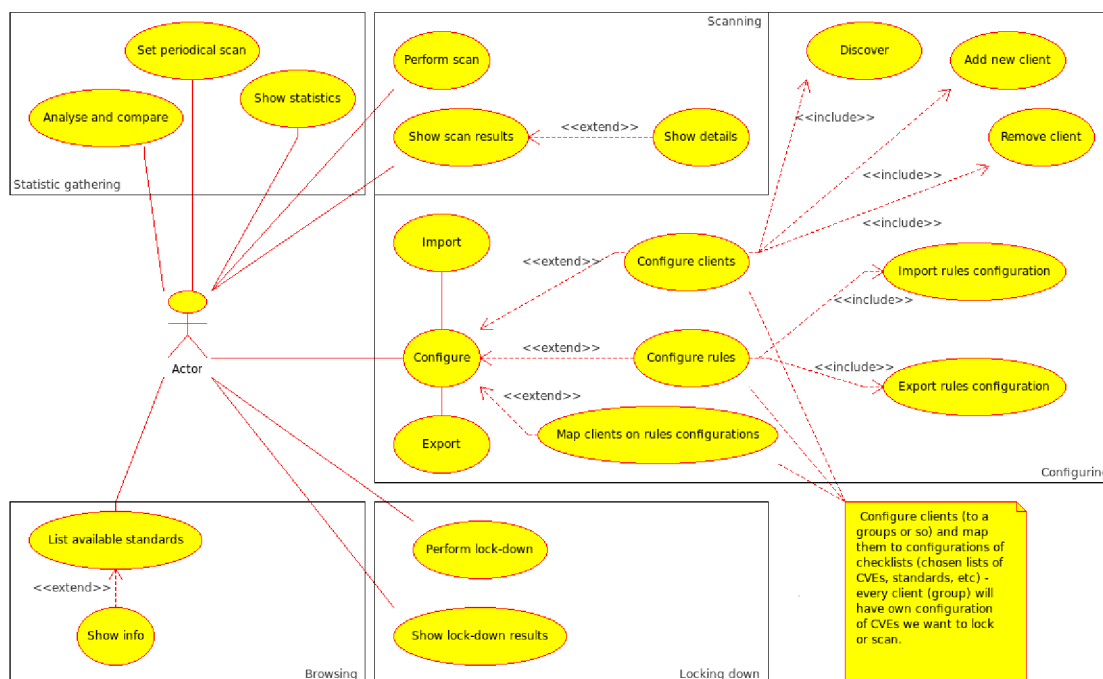 Scanning
Set periodical scan
Perform scan
Discover
Add new client
Show statistics
Analyse and compare
Show scan results
<<extend>>
Show details
<<include>>
Remove client
<<include>>
Statistic gathering
<<include>>
Import
<<extend>>
Configure clients
Import rules configuration
<<include>>
Configure
<<extend>>
Configure rules
<<include>>
Actor
Export rules configuration
<<extend>>
Export
Map clients on rules configurations
Configuring
List available standards
Perform lock-down
<<extend>>
Show info
Show lock-down results
Browsing
Locking down
Configure clients (to a
groups or so) and map
them to configurations of
checklists (chosen lists of
CVEs, standards, etc) -
every client (group) will
have own configuration
of CVEs we want to lock
or scan.